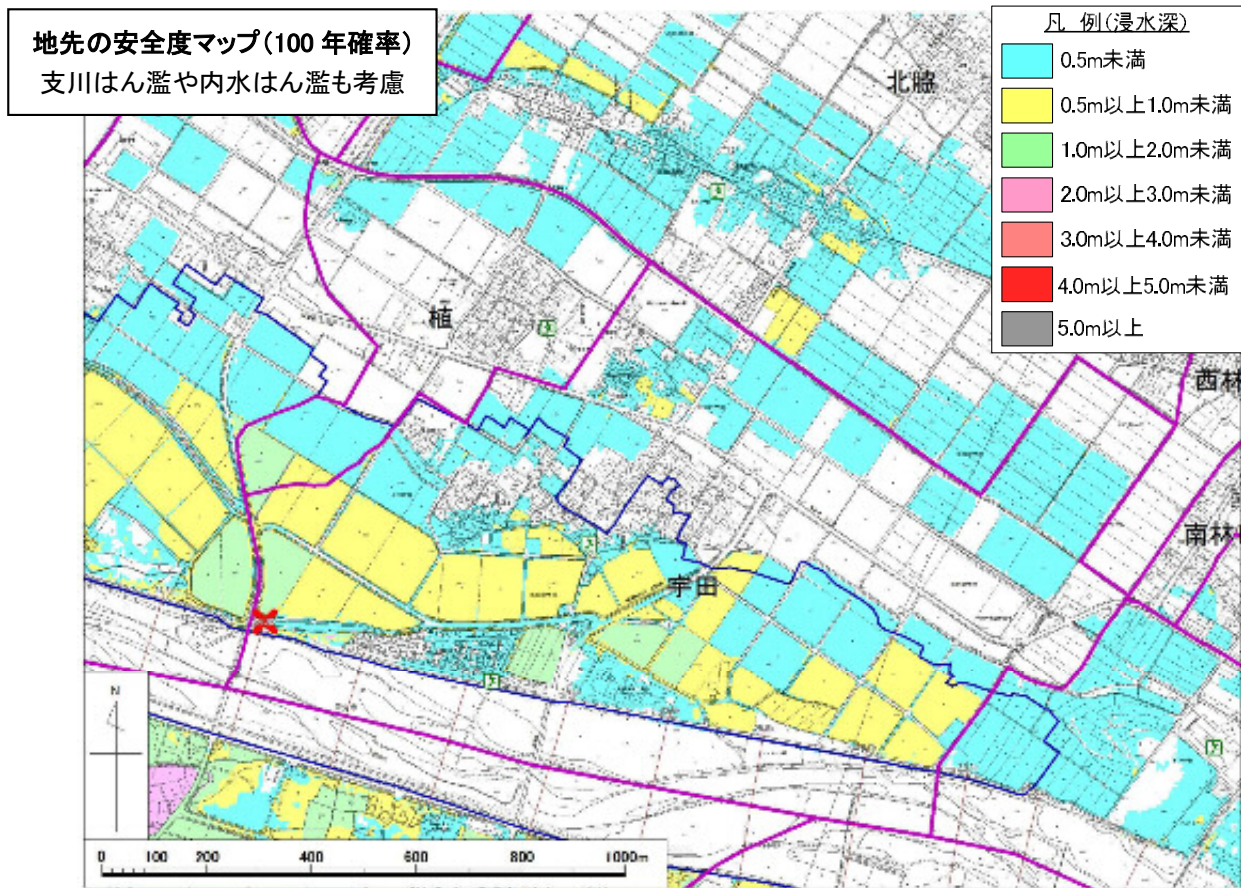 地先の安全度マップ(100 年確率)
支川はん濫や内水はん濫も考慮
凡 例(浸水深)
0.5m未満
0.5m以上1.0m未満
1.0m以上2.0m未満
2.0m以上3.0m未満
3.0m以上4.0m未満
4.0m以上5.0m未満
5.0m以上
北脇
植
西林
南林
宇田
N
0 100 200 400 600 800 1000m